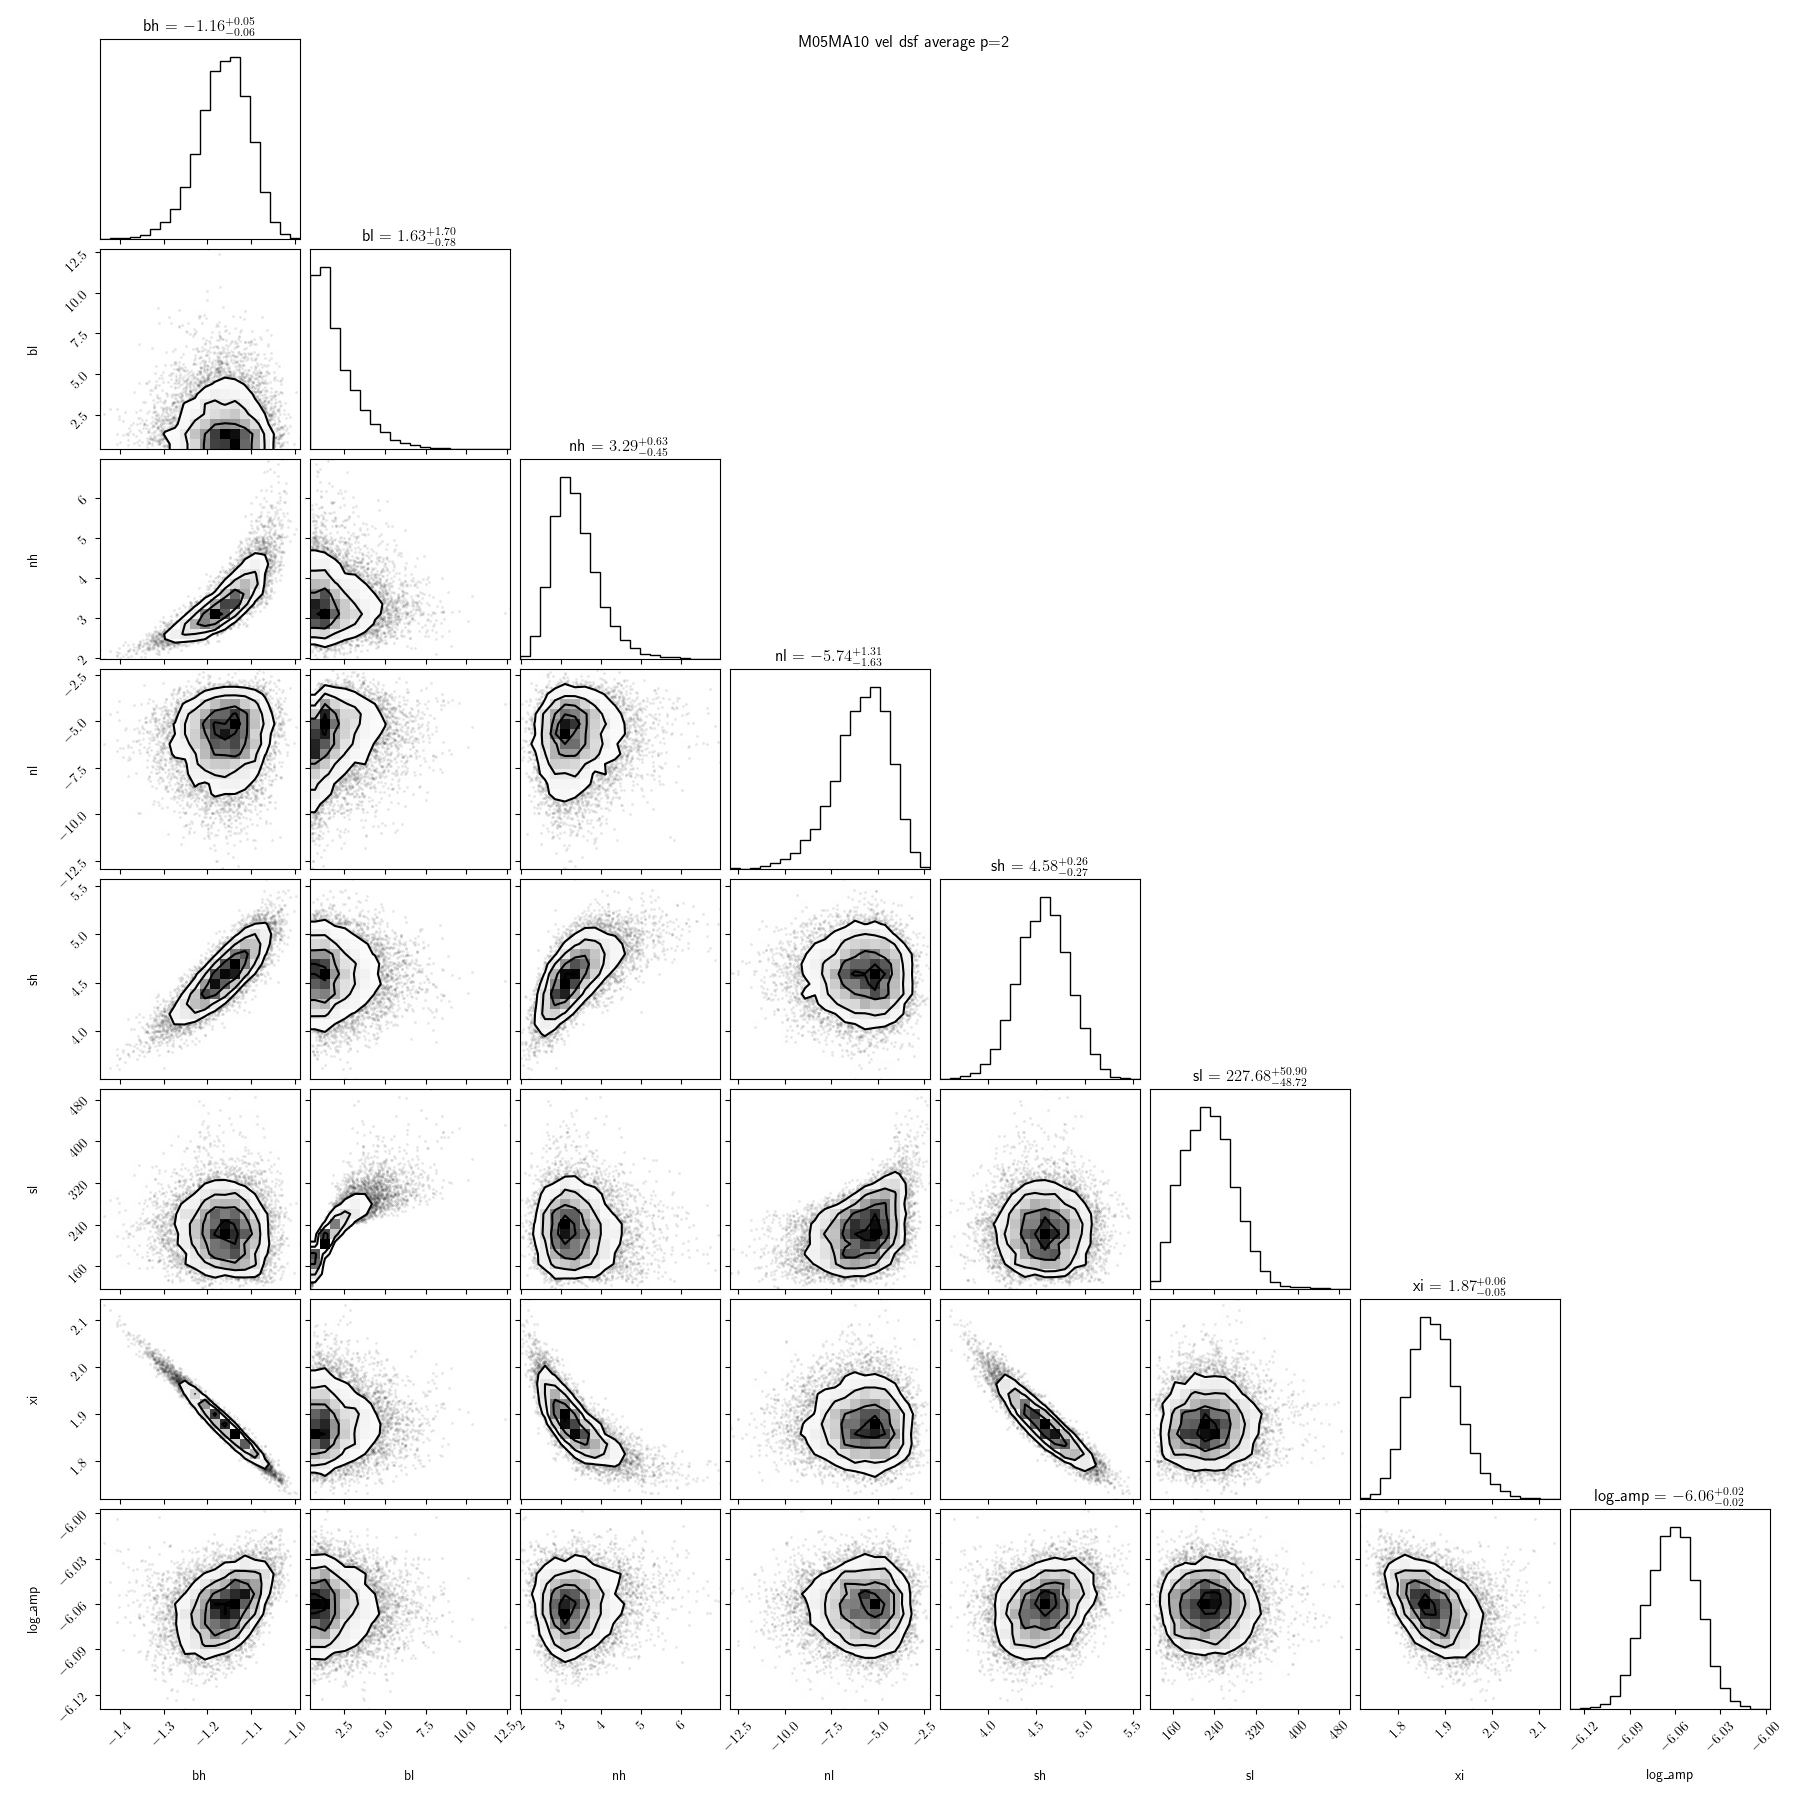 M05MA10 vel dsf average p=2
bh = −1.16+0.05 −0.06
bl = 1.63+1.70 −0.78
nh = 3.29+0.63 −0.45
nl = −5.74+1.31 −1.63
sh = 4.58+0.26 −0.27
sl = 227.68+50.90 −48.72
xi = 1.87+0.06 −0.05
log_amp = −6.06+0.02 −0.02
bl
12.5
10.0
7.5
5.0
2.5
nh
6
5
4
3
2
nl
−2.5
−5.0
−7.5
−10.0
−12.5
sh
5.5
5.0
4.5
4.0
sl
480
400
320
240
160
xi
2.1
2.0
1.9
1.8
log_amp
−6.00
−6.03
−6.06
−6.09
−6.12
−1.4 −1.3 −1.2 −1.1 −1.0
2.5 5.0 7.5 10.0 12.5
2 3 4 5 6
−12.5 −10.0 −7.5 −5.0 −2.5
4.0 4.5 5.0 5.5
160 240 320 400 480
1.8 1.9 2.0 2.1
−6.12 −6.09 −6.06 −6.03 −6.00
bh bl nh nl sh sl xi log_amp